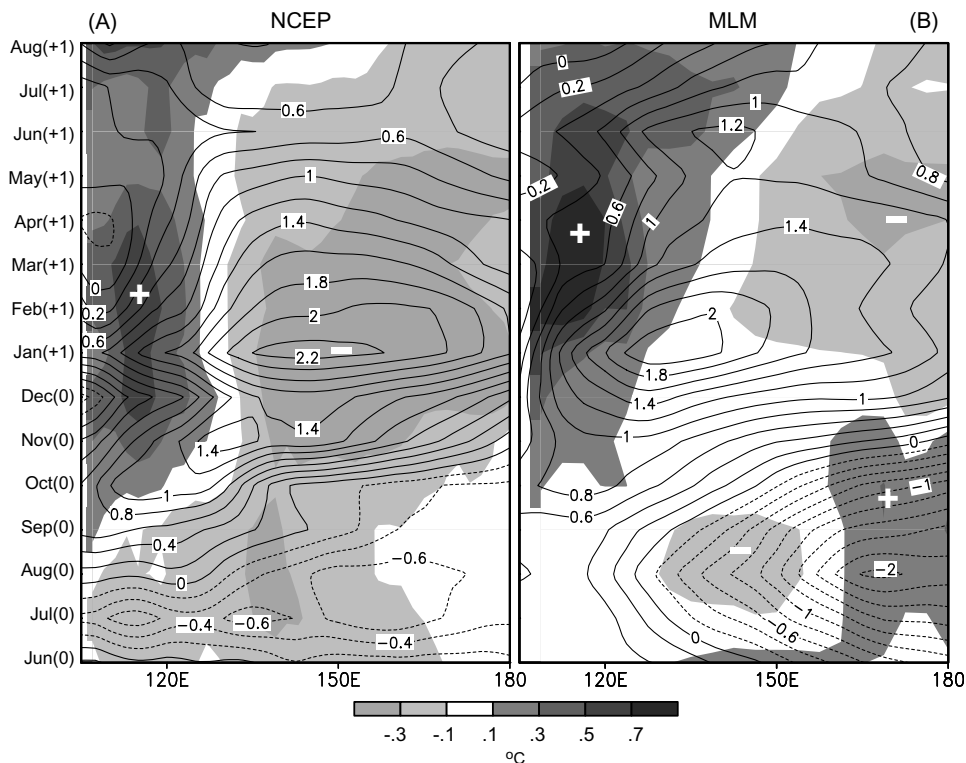 (A) NCEP MLM (B)
Aug(+1)
Jul(+1)
Jun(+1)
May(+1)
Apr(+1)
Mar(+1)
Feb(+1)
Jan(+1)
Dec(0)
Nov(0)
Oct(0)
Sep(0)
Aug(0)
Jul(0)
Jun(0)
0.6
0.6
1
1.4
1.8
2
2.2
0
0.2
0.6
1.4
1.4
1
0.8
0.4
0
−0.6
−0.4
−0.6
−0.4
+
−
0
0.2
1
1.2
0.2
0.6
1
0.8
1.4
2
1.8
1.4
1
1
0.8
0.6
0
−1
−2
−1
−0.6
0
+
−
−
+
120E 150E 180 120E 150E 180
-.3 -.1 .1 .3 .5 .7
oC